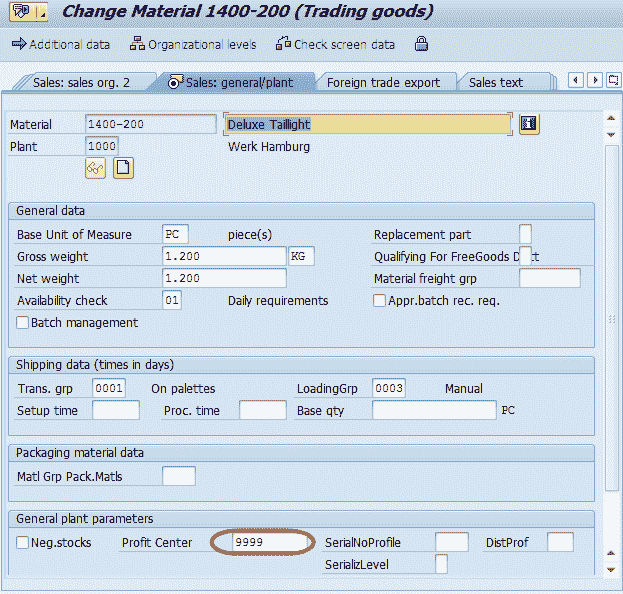 Change Material 1400-200 (Trading goods)
Additional data Organizational levels Check screen data
Sales: sales org. 2 Sales: general/plant Foreign trade export Sales text
Material 1400-200 Deluxe Taillight
Plant 1000 Werk Hamburg
General data
Base Unit of Measure PC piece(s) Replacement part
Gross weight 1.200 KG Qualifying For FreeGoods D ct
Net weight 1.200 Material freight grp
Availability check 01 Daily requirements Appr.batch rec. req.
Batch management
Shipping data (times in days)
Trans. grp 0001 On palettes LoadingGrp 0003 Manual
Setup time Proc. time Base qty PC
Packaging material data
Matl Grp Pack.Matls
General plant parameters
Neg.stocks Profit Center 9999 SerialNoProfile DistProf
SerializLevel